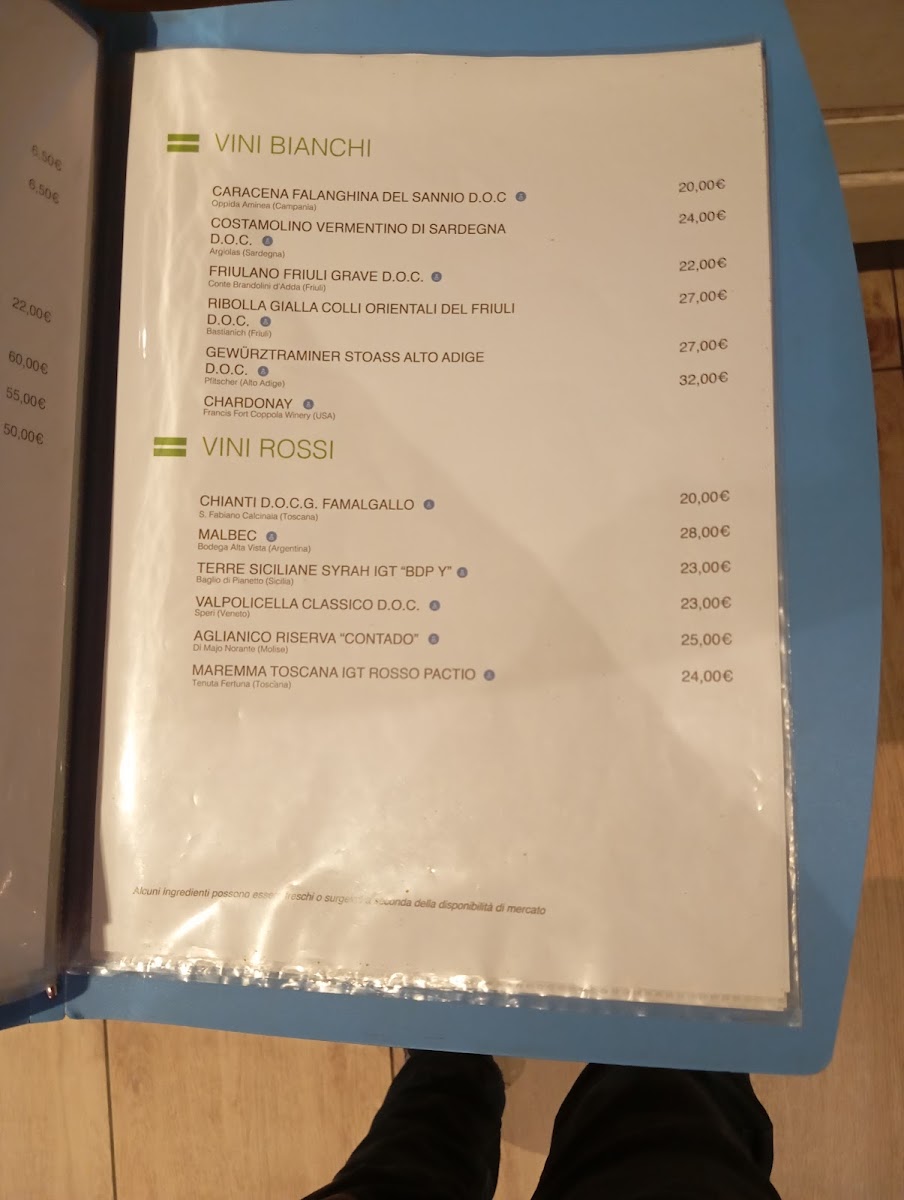 6,50€
6,50€
22,00€
60,00€
55,00€
50,00€
VINI BIANCHI
CARACENA FALANGHINA DEL SANNIO D.O.C 20,00€
Oppida Aminea (Campania)
COSTAMOLINO VERMENTINO DI SARDEGNA 24,00€
D.O.C.
Argiolas (Sardegna)
FRIULANO FRIULI GRAVE D.O.C. 22,00€
Conte Brandolini d'Adda (Friuli)
RIBOLLA GIALLA COLLI ORIENTALI DEL FRIULI 27,00€
D.O.C.
Bastianich (Friuli)
GEWÜRZTRAMINER STOASS ALTO ADIGE 27,00€
D.O.C.
Pfitscher (Alto Adige)
CHARDONAY 32,00€
Francis Fort Coppola Winery (USA)
VINI ROSSI
CHIANTI D.O.C.G. FAMALGALLO 20,00€
S. Fabiano Calcinaia (Toscana)
MALBEC 28,00€
Bodega Alta Vista (Argentina)
TERRE SICILIANE SYRAH IGT “BDP Y” 23,00€
Baglio di Pianetto (Sicilia)
VALPOLICELLA CLASSICO D.O.C. 23,00€
Speri (Veneto)
AGLIANICO RISERVA “CONTADO” 25,00€
Di Majo Norante (Molise)
MAREMMA TOSCANA IGT ROSSO PACTIO 24,00€
Tenuta Fertuna (Toscana)
Alcuni ingredienti possono essere freschi o surgelati a seconda della disponibilità di mercato